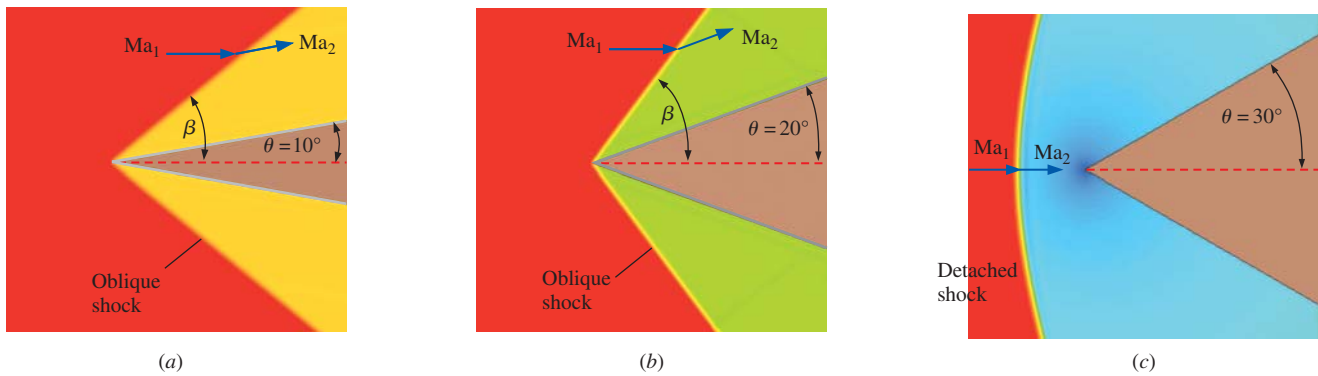 Ma₁
Ma₂
β
θ = 10°
Oblique
shock
(a)
Ma₁
Ma₂
β
θ = 20°
Oblique
shock
(b)
Ma₁
Ma₂
θ = 30°
Detached
shock
(c)